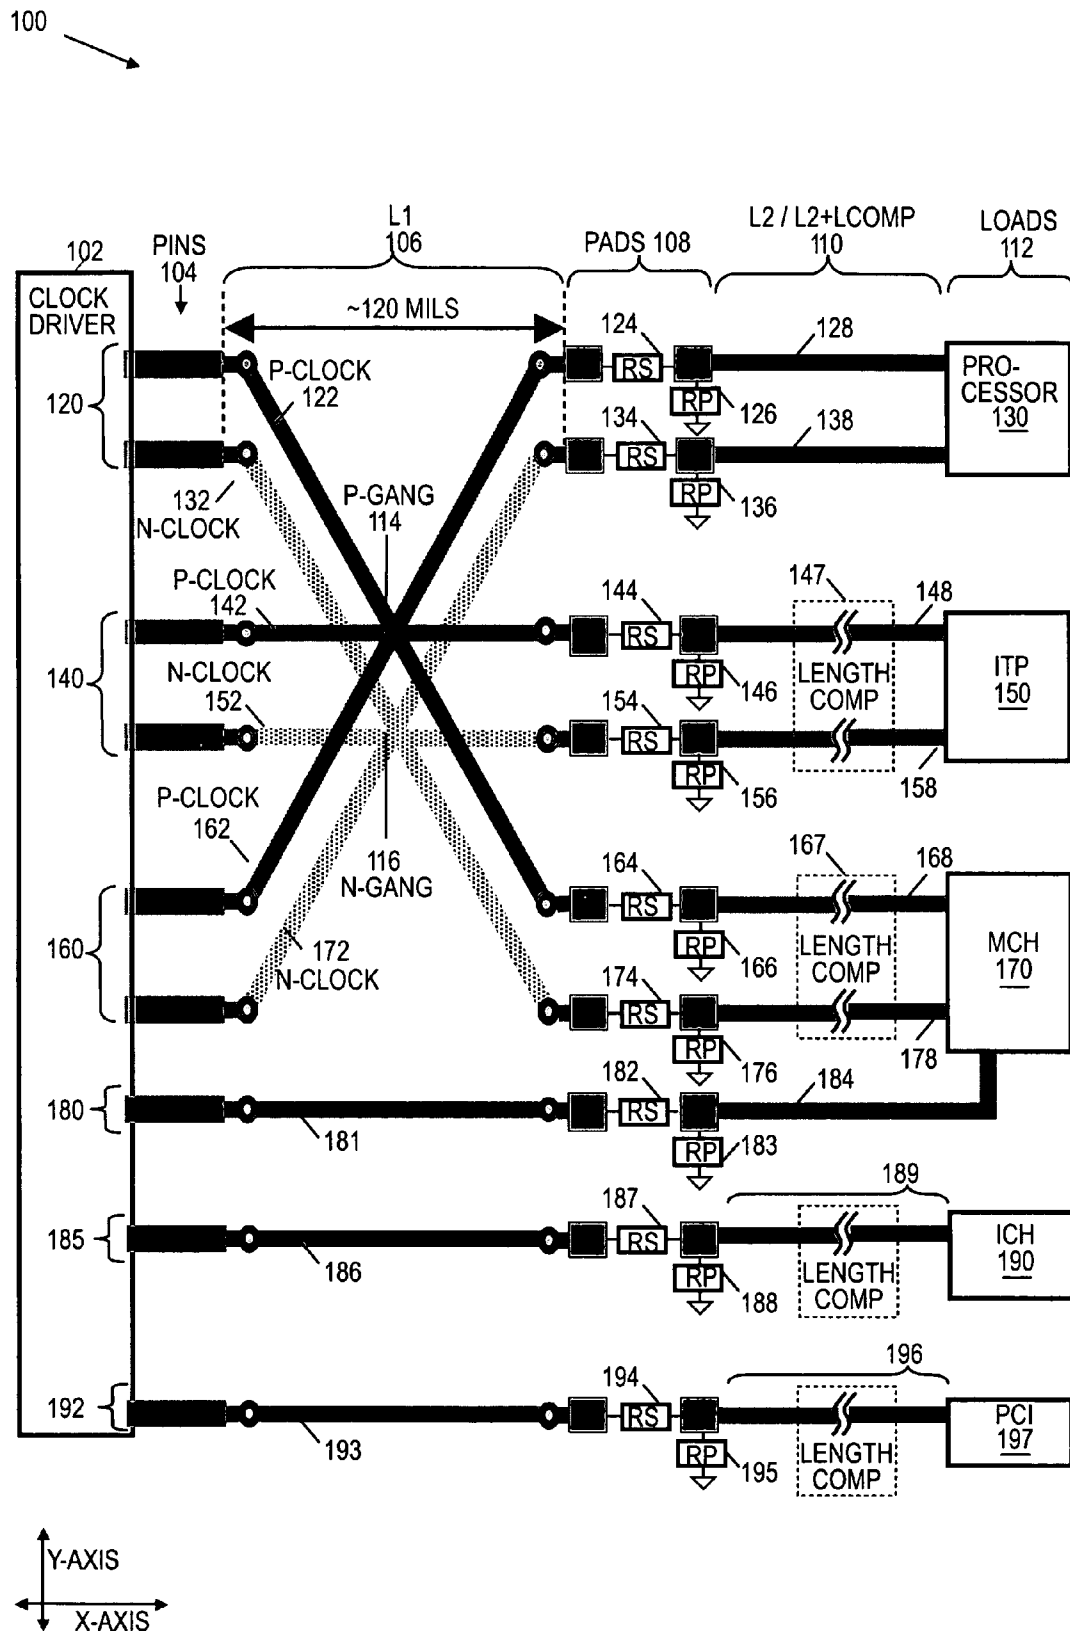 100
L1
106
L2 / L2+LCOMP
110
LOADS
112
PADS 108
102
PINS
104
CLOCK
DRIVER
~120 MILS
124
128
120
P-CLOCK
122
RS
RP
126
PRO-
CESSOR
130
134
138
132
N-CLOCK
P-GANG
114
RS
RP
136
P-CLOCK
142
144
147
148
140
RS
RP
146
LENGTH
COMP
ITP
150
N-CLOCK
152
154
RS
RP
156
158
P-CLOCK
162
116
N-GANG
164
167
168
160
RS
RP
166
LENGTH
COMP
MCH
170
172
N-CLOCK
174
RS
RP
176
178
182
184
180
RS
181
RP
183
187
189
185
RS
186
RP
188
LENGTH
COMP
ICH
190
194
196
192
RS
193
RP
195
LENGTH
COMP
PCI
197
Y-AXIS
X-AXIS